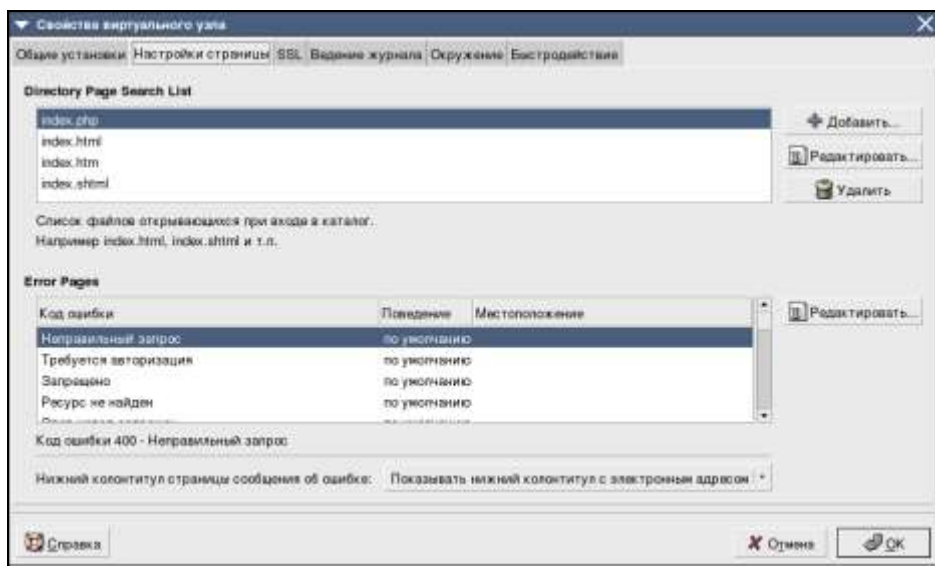 Свойства виртуального узла
Общие установки Настройки страницы SSL Ведение журнала Окружение Быстродействие
Directory Page Search List
index.php
index.html
index.htm
index.shtml
Добавить...
Редактировать...
Удалить
Список файлов открывающихся при входе в каталог.
Например index.html, index.shtml и т.п.
Error Pages
Код ошибки Поведение Местоположение
Неправильный запрос по умолчанию
Требуется авторизация по умолчанию
Запрещено по умолчанию
Ресурс не найден по умолчанию
Редактировать...
Код ошибки 400 - Неправильный запрос
Нижний колонтитул страницы сообщения об ошибке: Показывать нижний колонтитул с электронным адресом
Справка
Отмена
OK